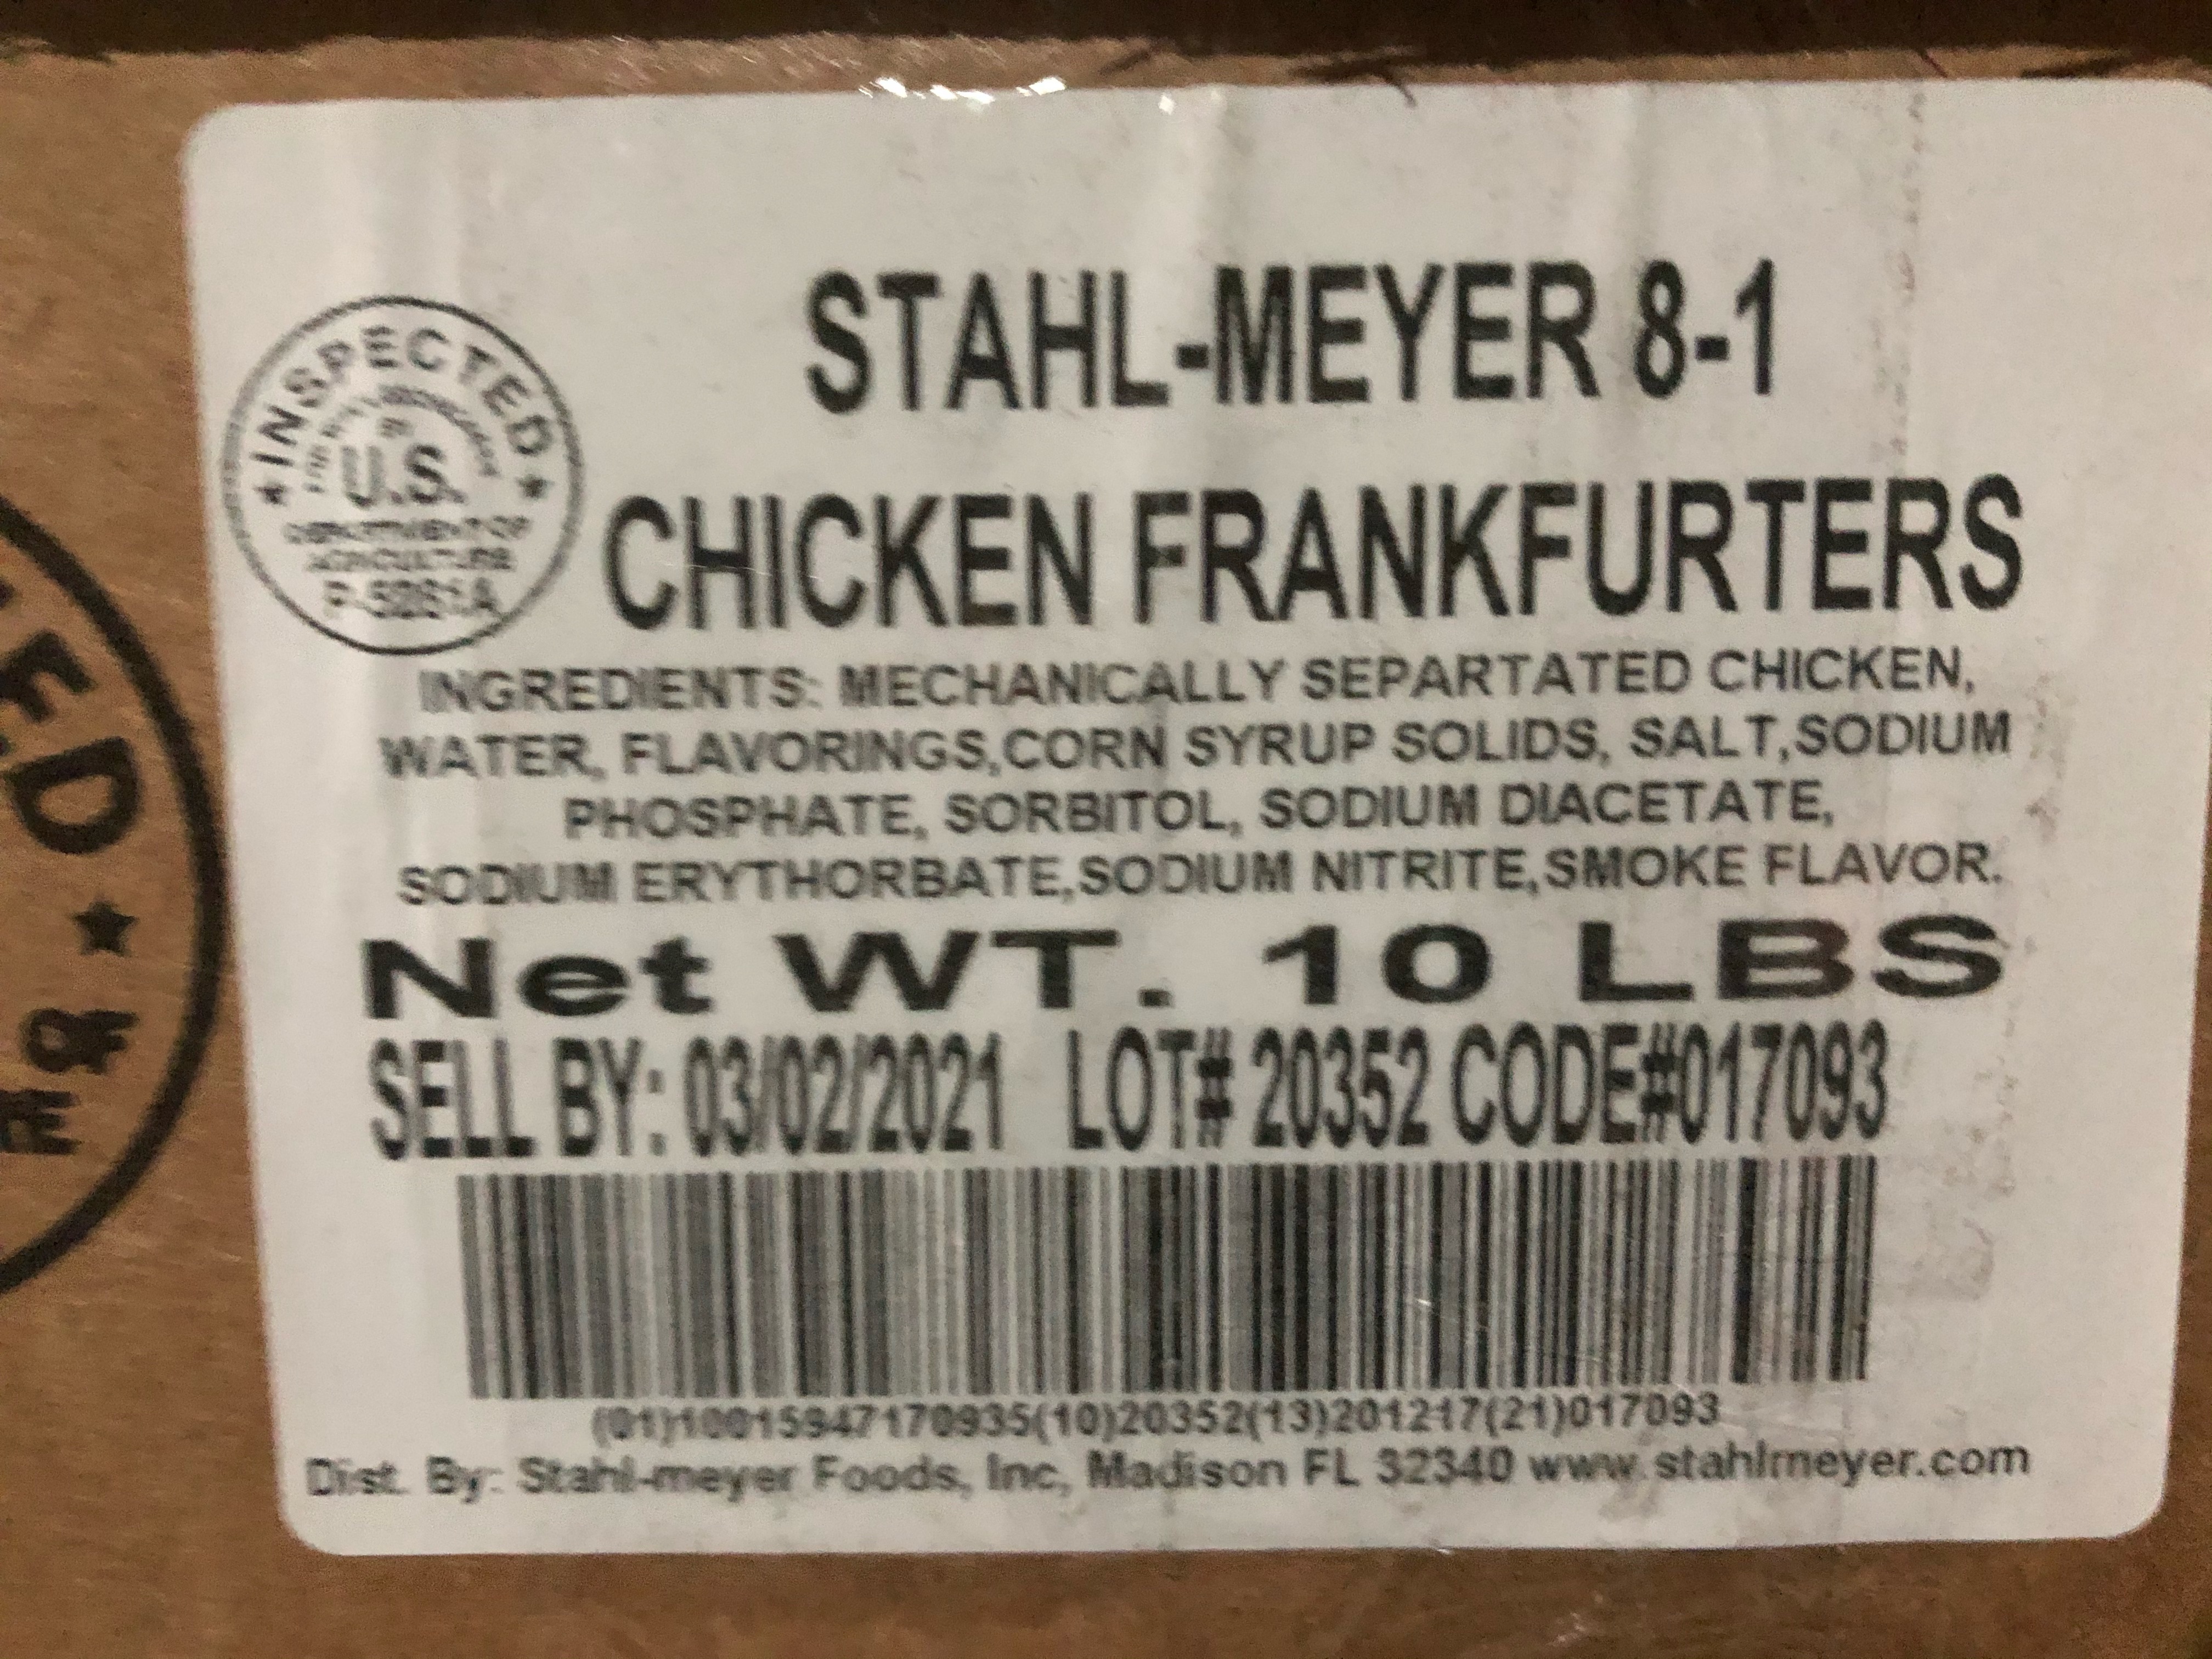 STAHL-MEYER 8-1
INSPECTED
U.S.
DEPARTMENT OF
AGRICULTURE
CHICKEN FRANKFURTERS
INGREDIENTS: MECHANICALLY SEPARTATED CHICKEN,
WATER, FLAVORINGS,CORN SYRUP SOLIDS, SALT,SODIUM
PHOSPHATE, SORBITOL, SODIUM DIACETATE,
SODIUM ERYTHORBATE,SODIUM NITRITE,SMOKE FLAVOR.
Net WT. 10 LBS
SELL BY: 03/02/2021 LOT# 20352 CODE#017093
(01)10015947170935(10)20352(13)201217(21)017093
Dist. By: Stahl-meyer Foods, Inc, Madison FL 32340 www.stahlmeyer.com